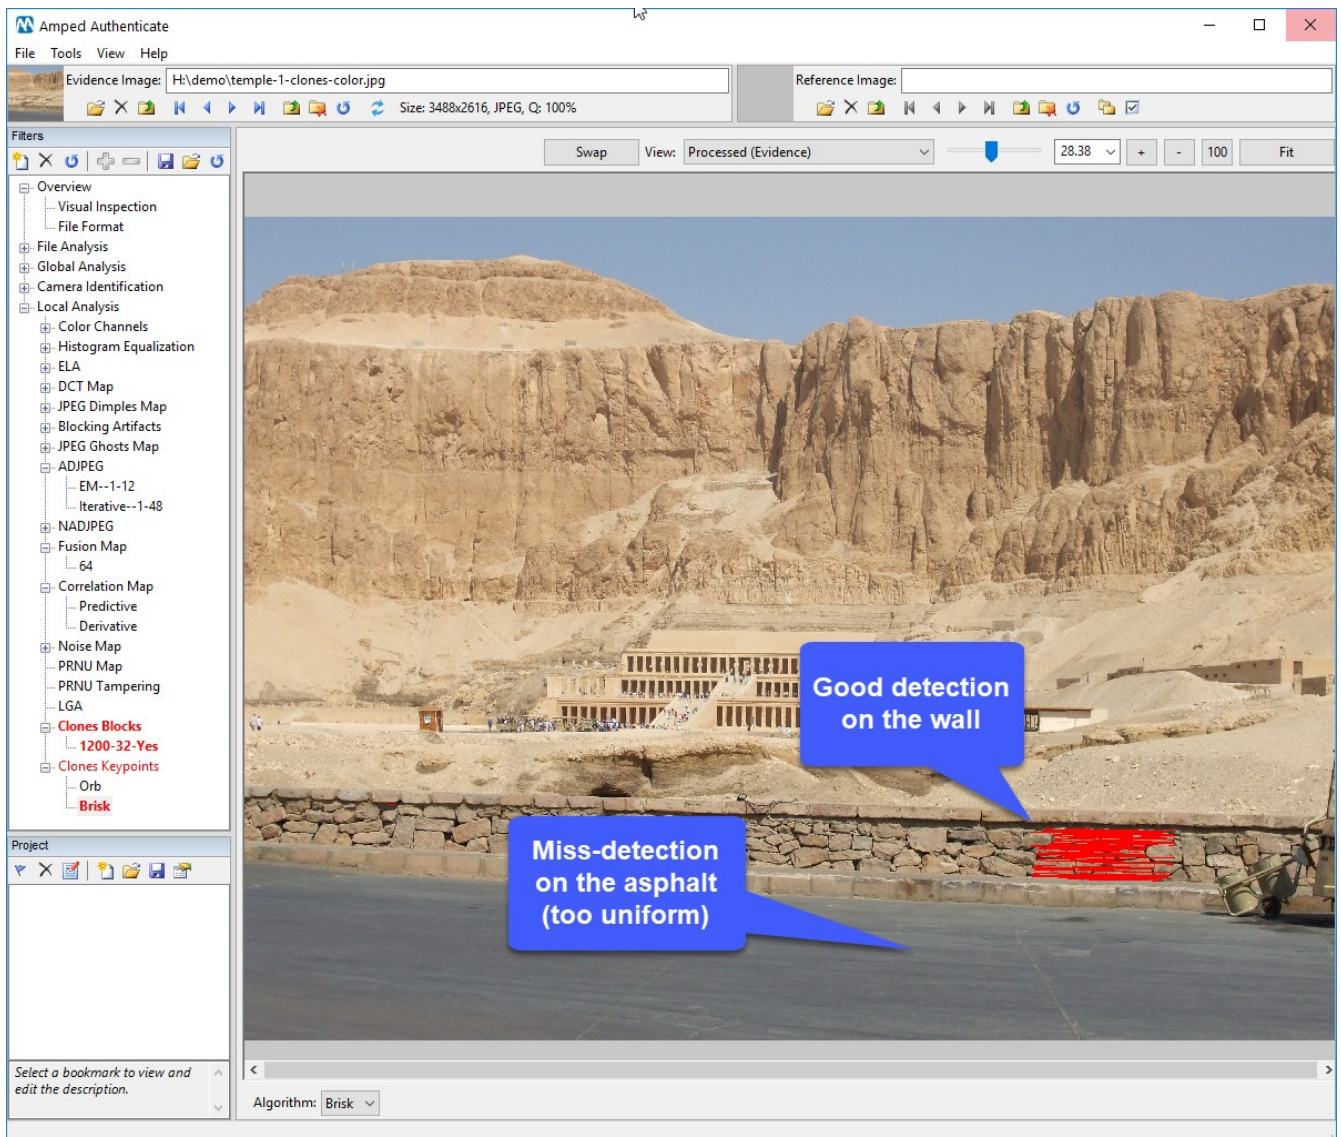 Amped Authenticate
File Tools View Help
Evidence Image: H:\demo\temple-1-clones-color.jpg
Reference Image:
Size: 3488x2616, JPEG, Q: 100%
Filters
Swap View: Processed (Evidence) 28.38 + - 100 Fit
Overview
Visual Inspection
File Format
File Analysis
Global Analysis
Camera Identification
Local Analysis
Color Channels
Histogram Equalization
ELA
DCT Map
JPEG Dimples Map
Blocking Artifacts
JPEG Ghosts Map
ADJPEG
EM--1-12
Iterative--1-48
NADJPEG
Fusion Map
64
Correlation Map
Predictive
Derivative
Noise Map
PRNU Map
PRNU Tampering
LGA
Clones Blocks
1200-32-Yes
Clones Keypoints
Orb
Brisk
Good detection
on the wall
Miss-detection
on the asphalt
(too uniform)
Project
Select a bookmark to view and
edit the description.
Algorithm: Brisk